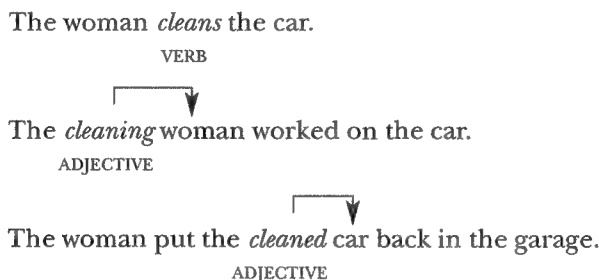 The woman cleans the car.
VERB
The cleaning woman worked on the car.
ADJECTIVE
The woman put the cleaned car back in the garage.
ADJECTIVE